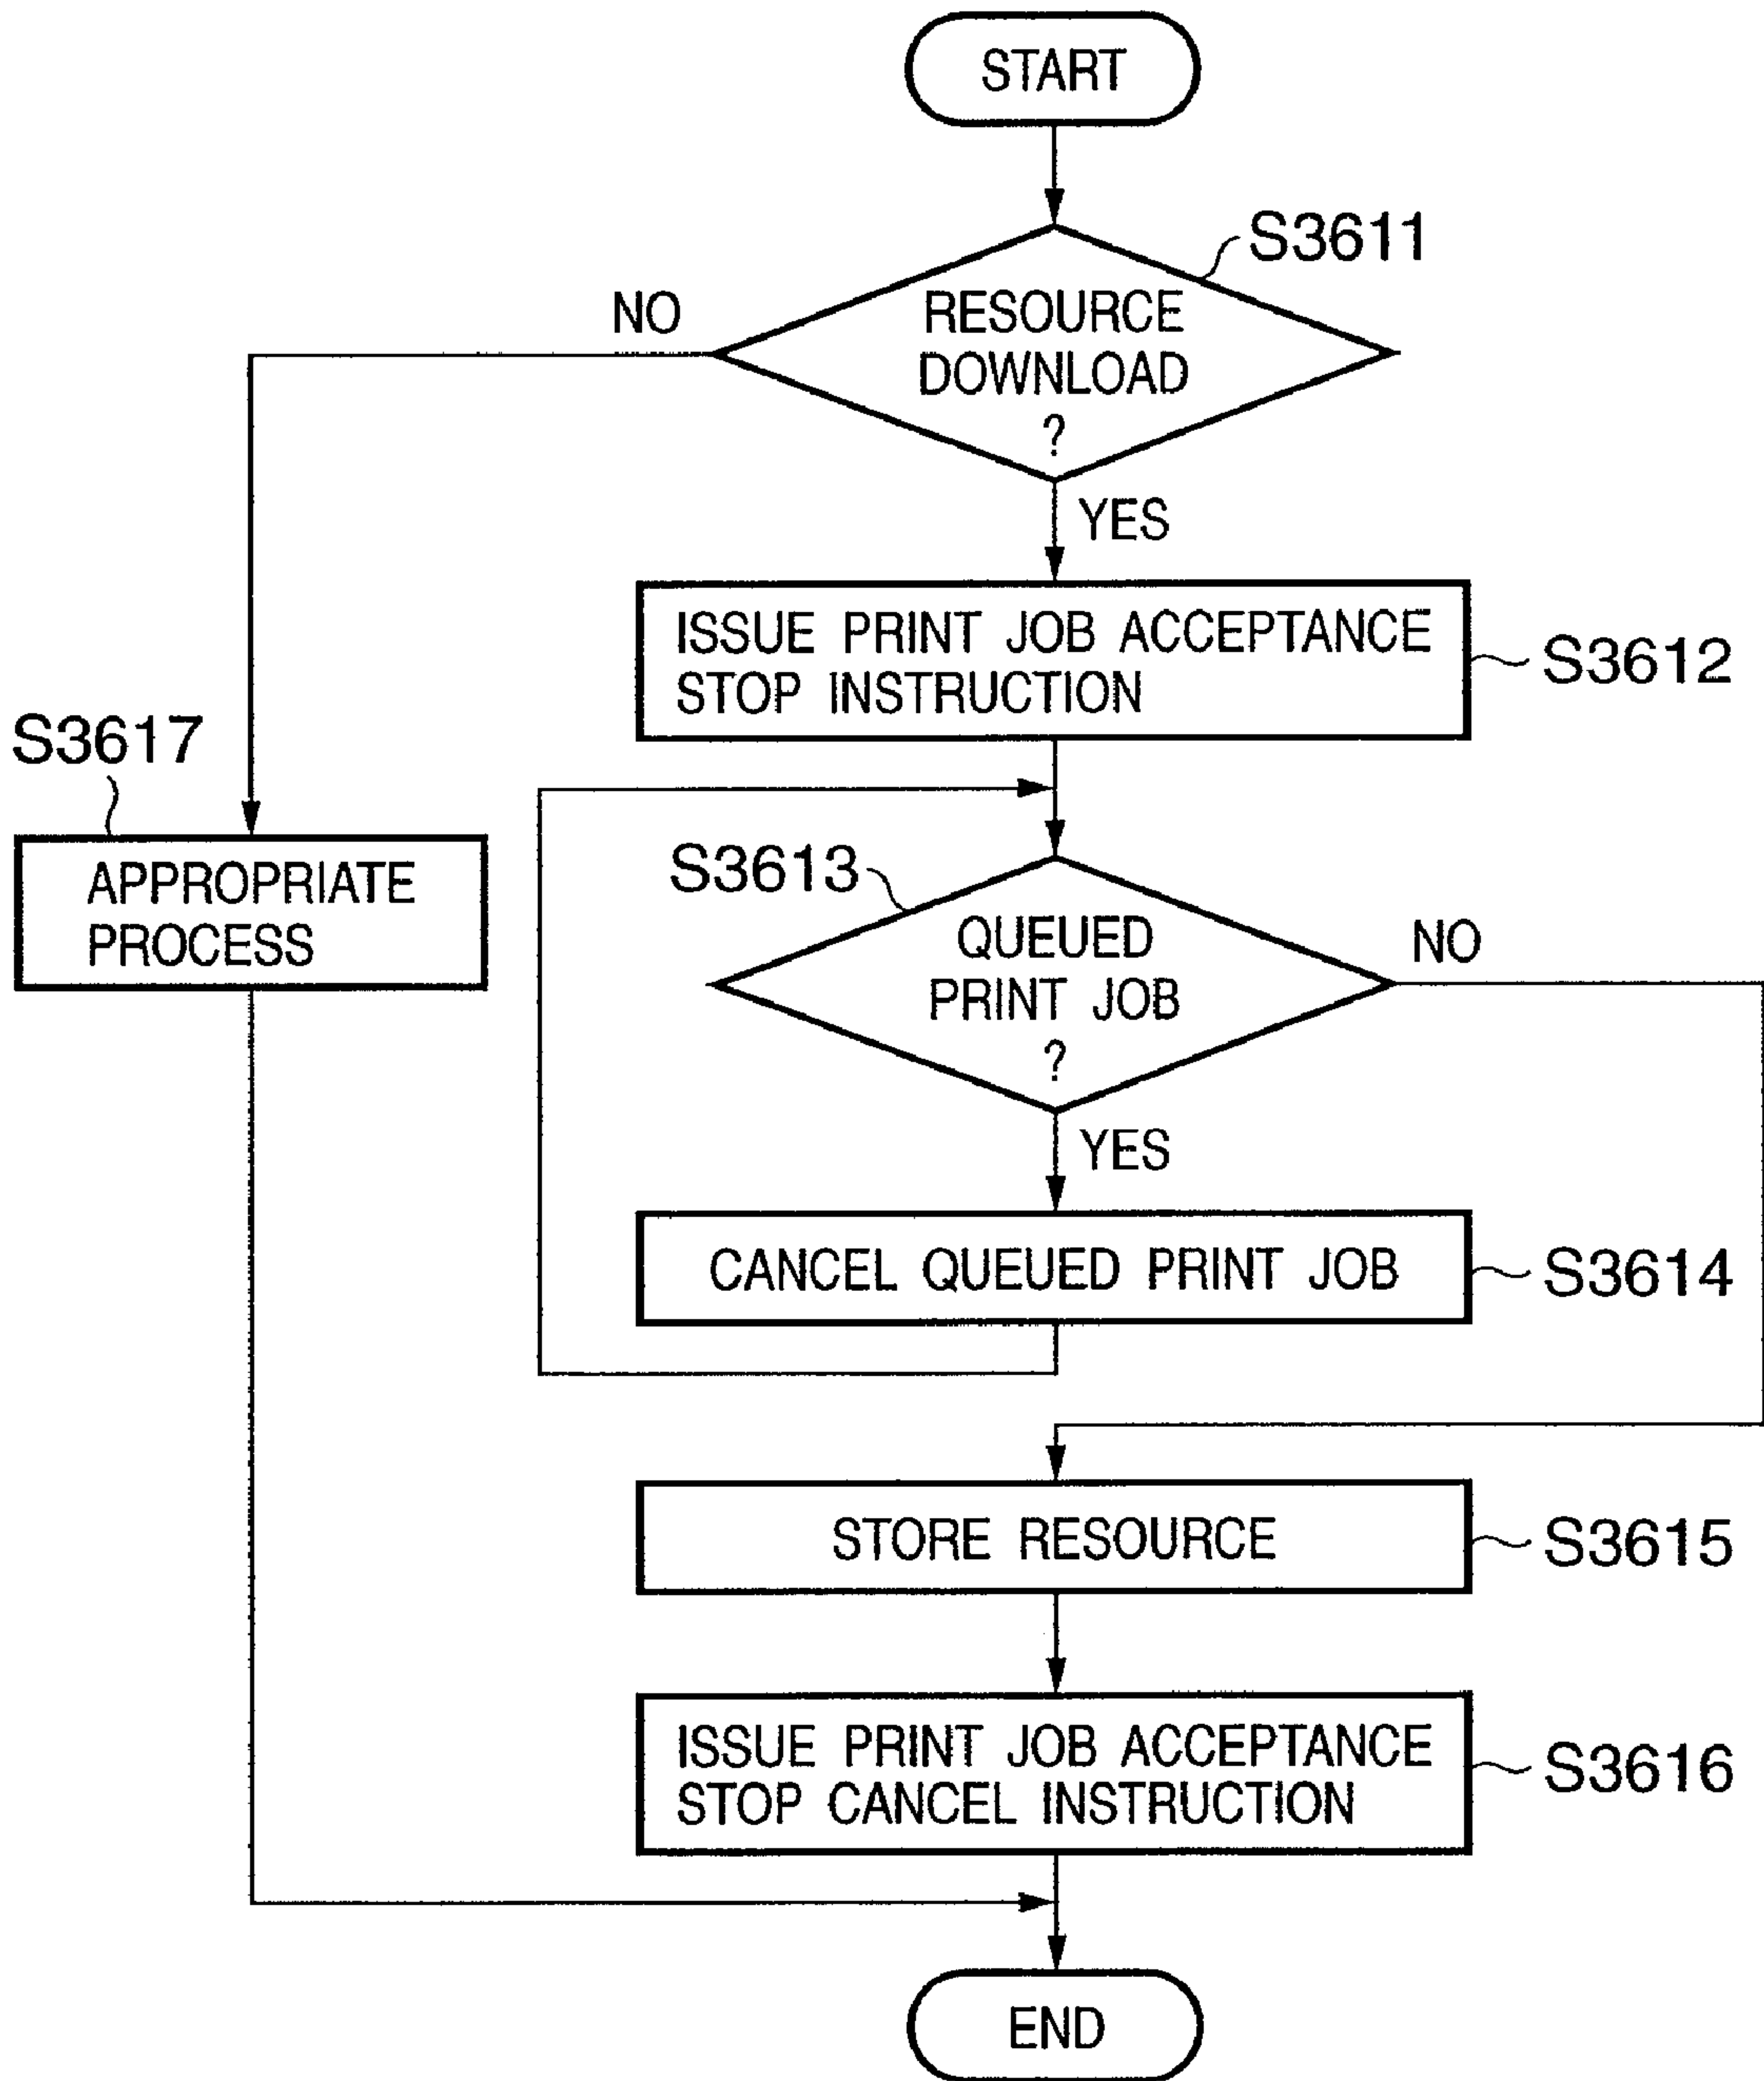 START
S3611
NO
RESOURCE
DOWNLOAD
?
YES
ISSUE PRINT JOB ACCEPTANCE
STOP INSTRUCTION
S3612
S3617
APPROPRIATE
PROCESS
S3613
QUEUED
PRINT JOB
?
NO
YES
CANCEL QUEUED PRINT JOB
S3614
STORE RESOURCE
S3615
ISSUE PRINT JOB ACCEPTANCE
STOP CANCEL INSTRUCTION
S3616
END